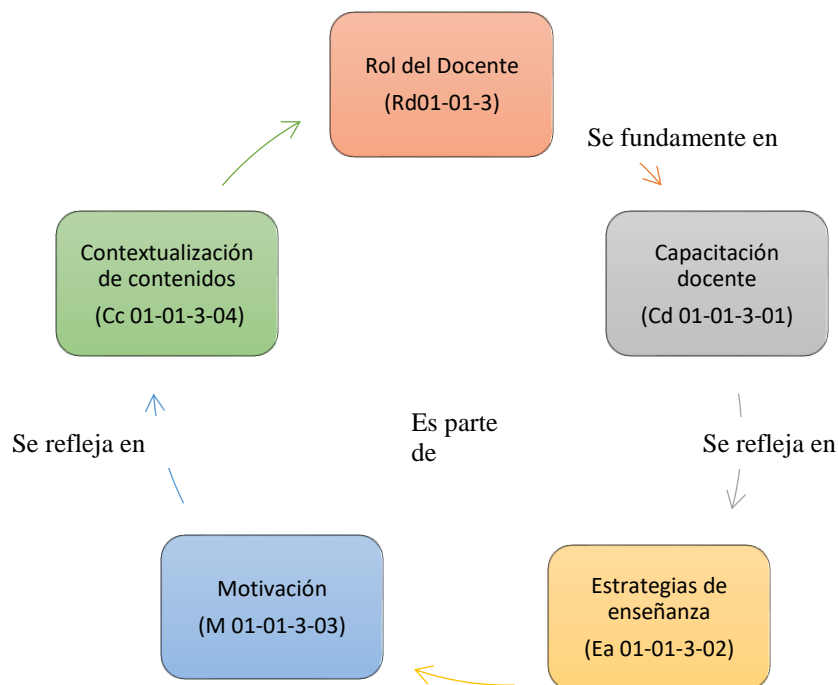 Rol del Docente
(Rd01-01-3)
Se fundamente en
Contextualización
de contenidos
(Cc 01-01-3-04)
Capacitación
docente
(Cd 01-01-3-01)
Se refleja en
Es parte
de
Se refleja en
Motivación
(M 01-01-3-03)
Estrategias de
enseñanza
(Ea 01-01-3-02)